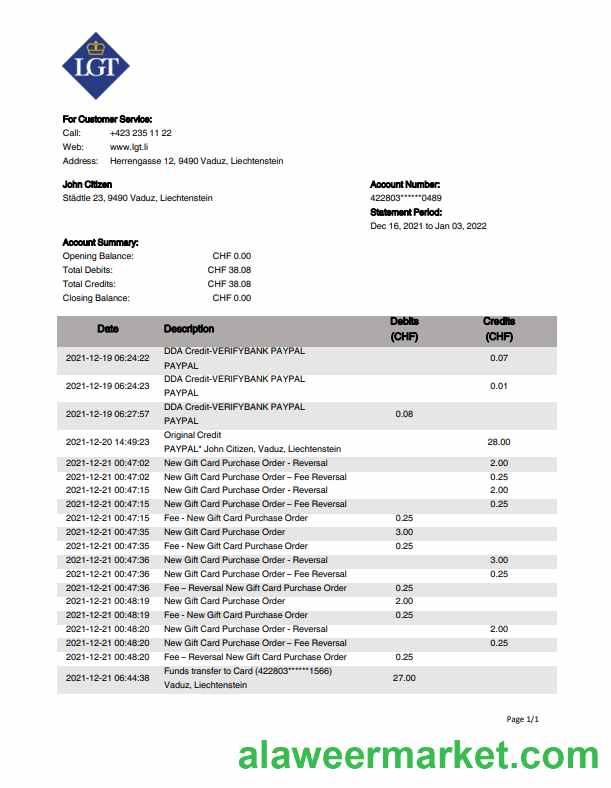 LGT
For Customer Service:
Call: +423 235 11 22
Web: www.lgt.li
Address: Herrengasse 12, 9490 Vaduz, Liechtenstein
John Citizen Account Number:
Städtle 23, 9490 Vaduz, Liechtenstein 422803******0489
Statement Period:
Dec 16, 2021 to Jan 03, 2022
Account Summary:
Opening Balance: CHF 0.00
Total Debits: CHF 38.08
Total Credits: CHF 38.08
Closing Balance: CHF 0.00
Date Description Debits (CHF) Credits (CHF)
2021-12-19 06:24:22 DDA Credit-VERIFYBANK PAYPAL 0.07
PAYPAL
2021-12-19 06:24:23 DDA Credit-VERIFYBANK PAYPAL 0.01
PAYPAL
2021-12-19 06:27:57 DDA Credit-VERIFYBANK PAYPAL 0.08
PAYPAL
2021-12-20 14:49:23 Original Credit 28.00
PAYPAL* John Citizen, Vaduz, Liechtenstein
2021-12-21 00:47:02 New Gift Card Purchase Order - Reversal 2.00
2021-12-21 00:47:02 New Gift Card Purchase Order – Fee Reversal 0.25
2021-12-21 00:47:15 New Gift Card Purchase Order - Reversal 2.00
2021-12-21 00:47:15 New Gift Card Purchase Order – Fee Reversal 0.25
2021-12-21 00:47:15 Fee - New Gift Card Purchase Order 0.25
2021-12-21 00:47:35 New Gift Card Purchase Order 3.00
2021-12-21 00:47:35 Fee - New Gift Card Purchase Order 0.25
2021-12-21 00:47:36 New Gift Card Purchase Order - Reversal 3.00
2021-12-21 00:47:36 New Gift Card Purchase Order – Fee Reversal 0.25
2021-12-21 00:47:36 Fee – Reversal New Gift Card Purchase Order 0.25
2021-12-21 00:48:19 New Gift Card Purchase Order 2.00
2021-12-21 00:48:19 Fee - New Gift Card Purchase Order 0.25
2021-12-21 00:48:20 New Gift Card Purchase Order - Reversal 2.00
2021-12-21 00:48:20 New Gift Card Purchase Order – Fee Reversal 0.25
2021-12-21 00:48:20 Fee – Reversal New Gift Card Purchase Order 0.25
2021-12-21 06:44:38 Funds transfer to Card (422803******1566) 27.00
Vaduz, Liechtenstein
Page 1/1
alaweermarket.com